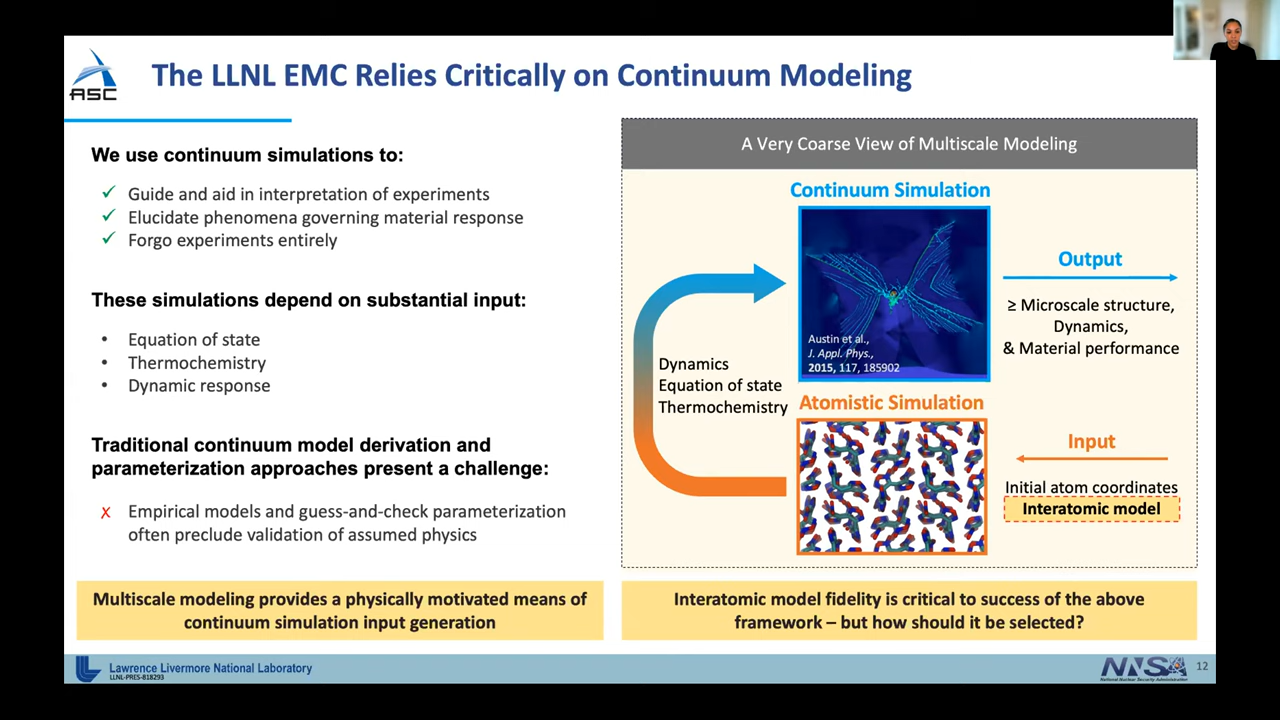 ASC
The LLNL EMC Relies Critically on Continuum Modeling
We use continuum simulations to:
✓ Guide and aid in interpretation of experiments
✓ Elucidate phenomena governing material response
✓ Forgo experiments entirely
These simulations depend on substantial input:
• Equation of state
• Thermochemistry
• Dynamic response
Traditional continuum model derivation and
parameterization approaches present a challenge:
x Empirical models and guess-and-check parameterization
often preclude validation of assumed physics
Multiscale modeling provides a physically motivated means of
continuum simulation input generation
A Very Coarse View of Multiscale Modeling
Continuum Simulation
Austin et al.,
J. Appl. Phys.,
2015, 117, 185902
Output
≥ Microscale structure,
Dynamics,
& Material performance
Dynamics
Equation of state
Thermochemistry
Atomistic Simulation
Input
Initial atom coordinates
Interatomic model
Interatomic model fidelity is critical to success of the above
framework – but how should it be selected?
Lawrence Livermore National Laboratory
LLNL-PRES-818293
NNSA
National Nuclear Security Administration
12